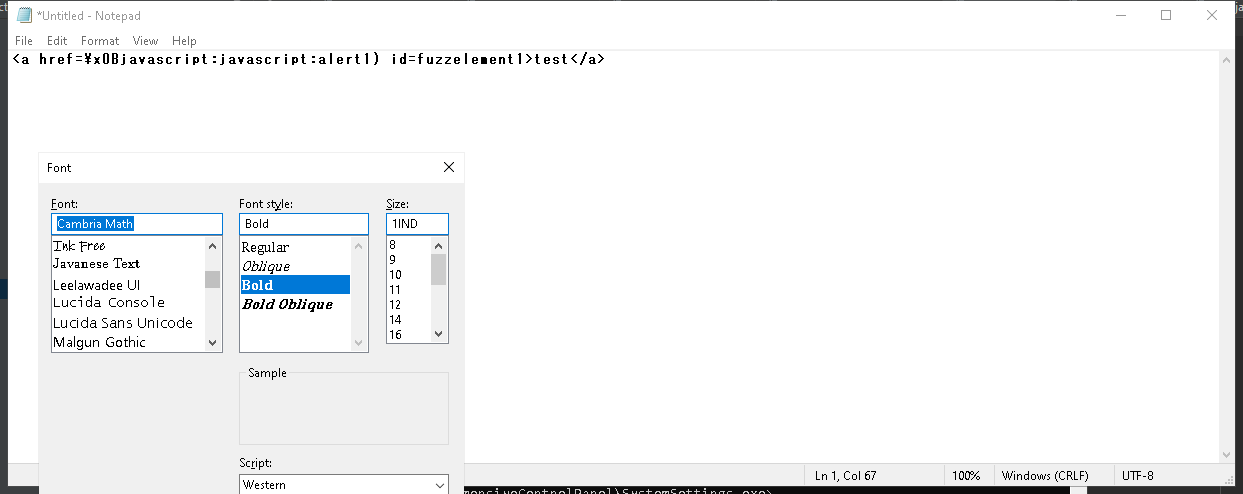 *Untitled - Notepad
File Edit Format View Help
<a href=¥x0Bjavascript:javascript:alert1) id=fuzzelement1>test</a>
Font
Font: Font style: Size:
Cambria Math Bold 1IND
Ink Free Regular 8
Javanese Text Oblique 9
Leelawadee UI Bold 10
Lucida Console Bold Oblique 11
Lucida Sans Unicode 12
Malgun Gothic 14
16
Sample
Script:
Western
Ln 1, Col 67 100% Windows (CRLF) UTF-8
ControlPanel\SystemSettings.exe>